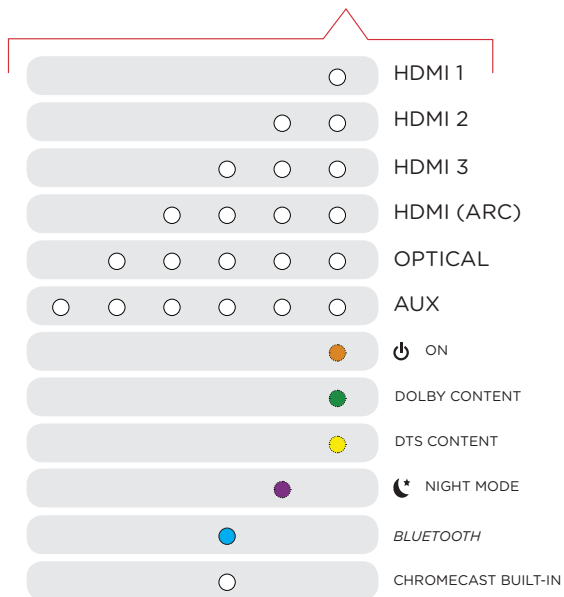 HDMI 1
HDMI 2
HDMI 3
HDMI (ARC)
OPTICAL
AUX
ON
DOLBY CONTENT
DTS CONTENT
NIGHT MODE
BLUETOOTH
CHROMECAST BUILT-IN